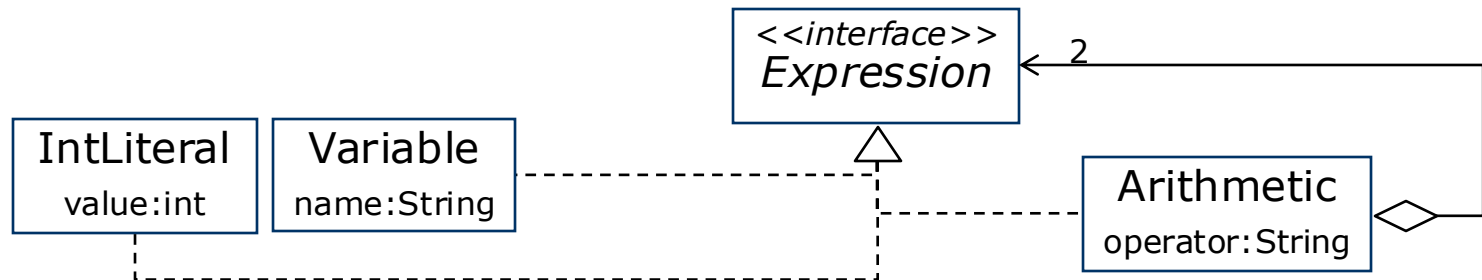 <<interface>>
Expression
2
IntLiteral
value:int
Variable
name:String
Arithmetic
operator:String